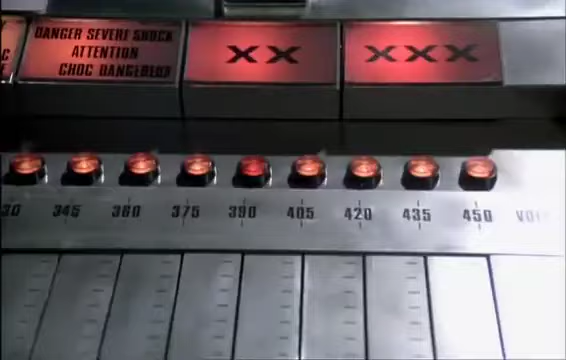 DANGER SEVERE SHOCK
ATTENTION
CHOC DANGEREUX
XX
XXX
345 360 375 390 405 420 435 450